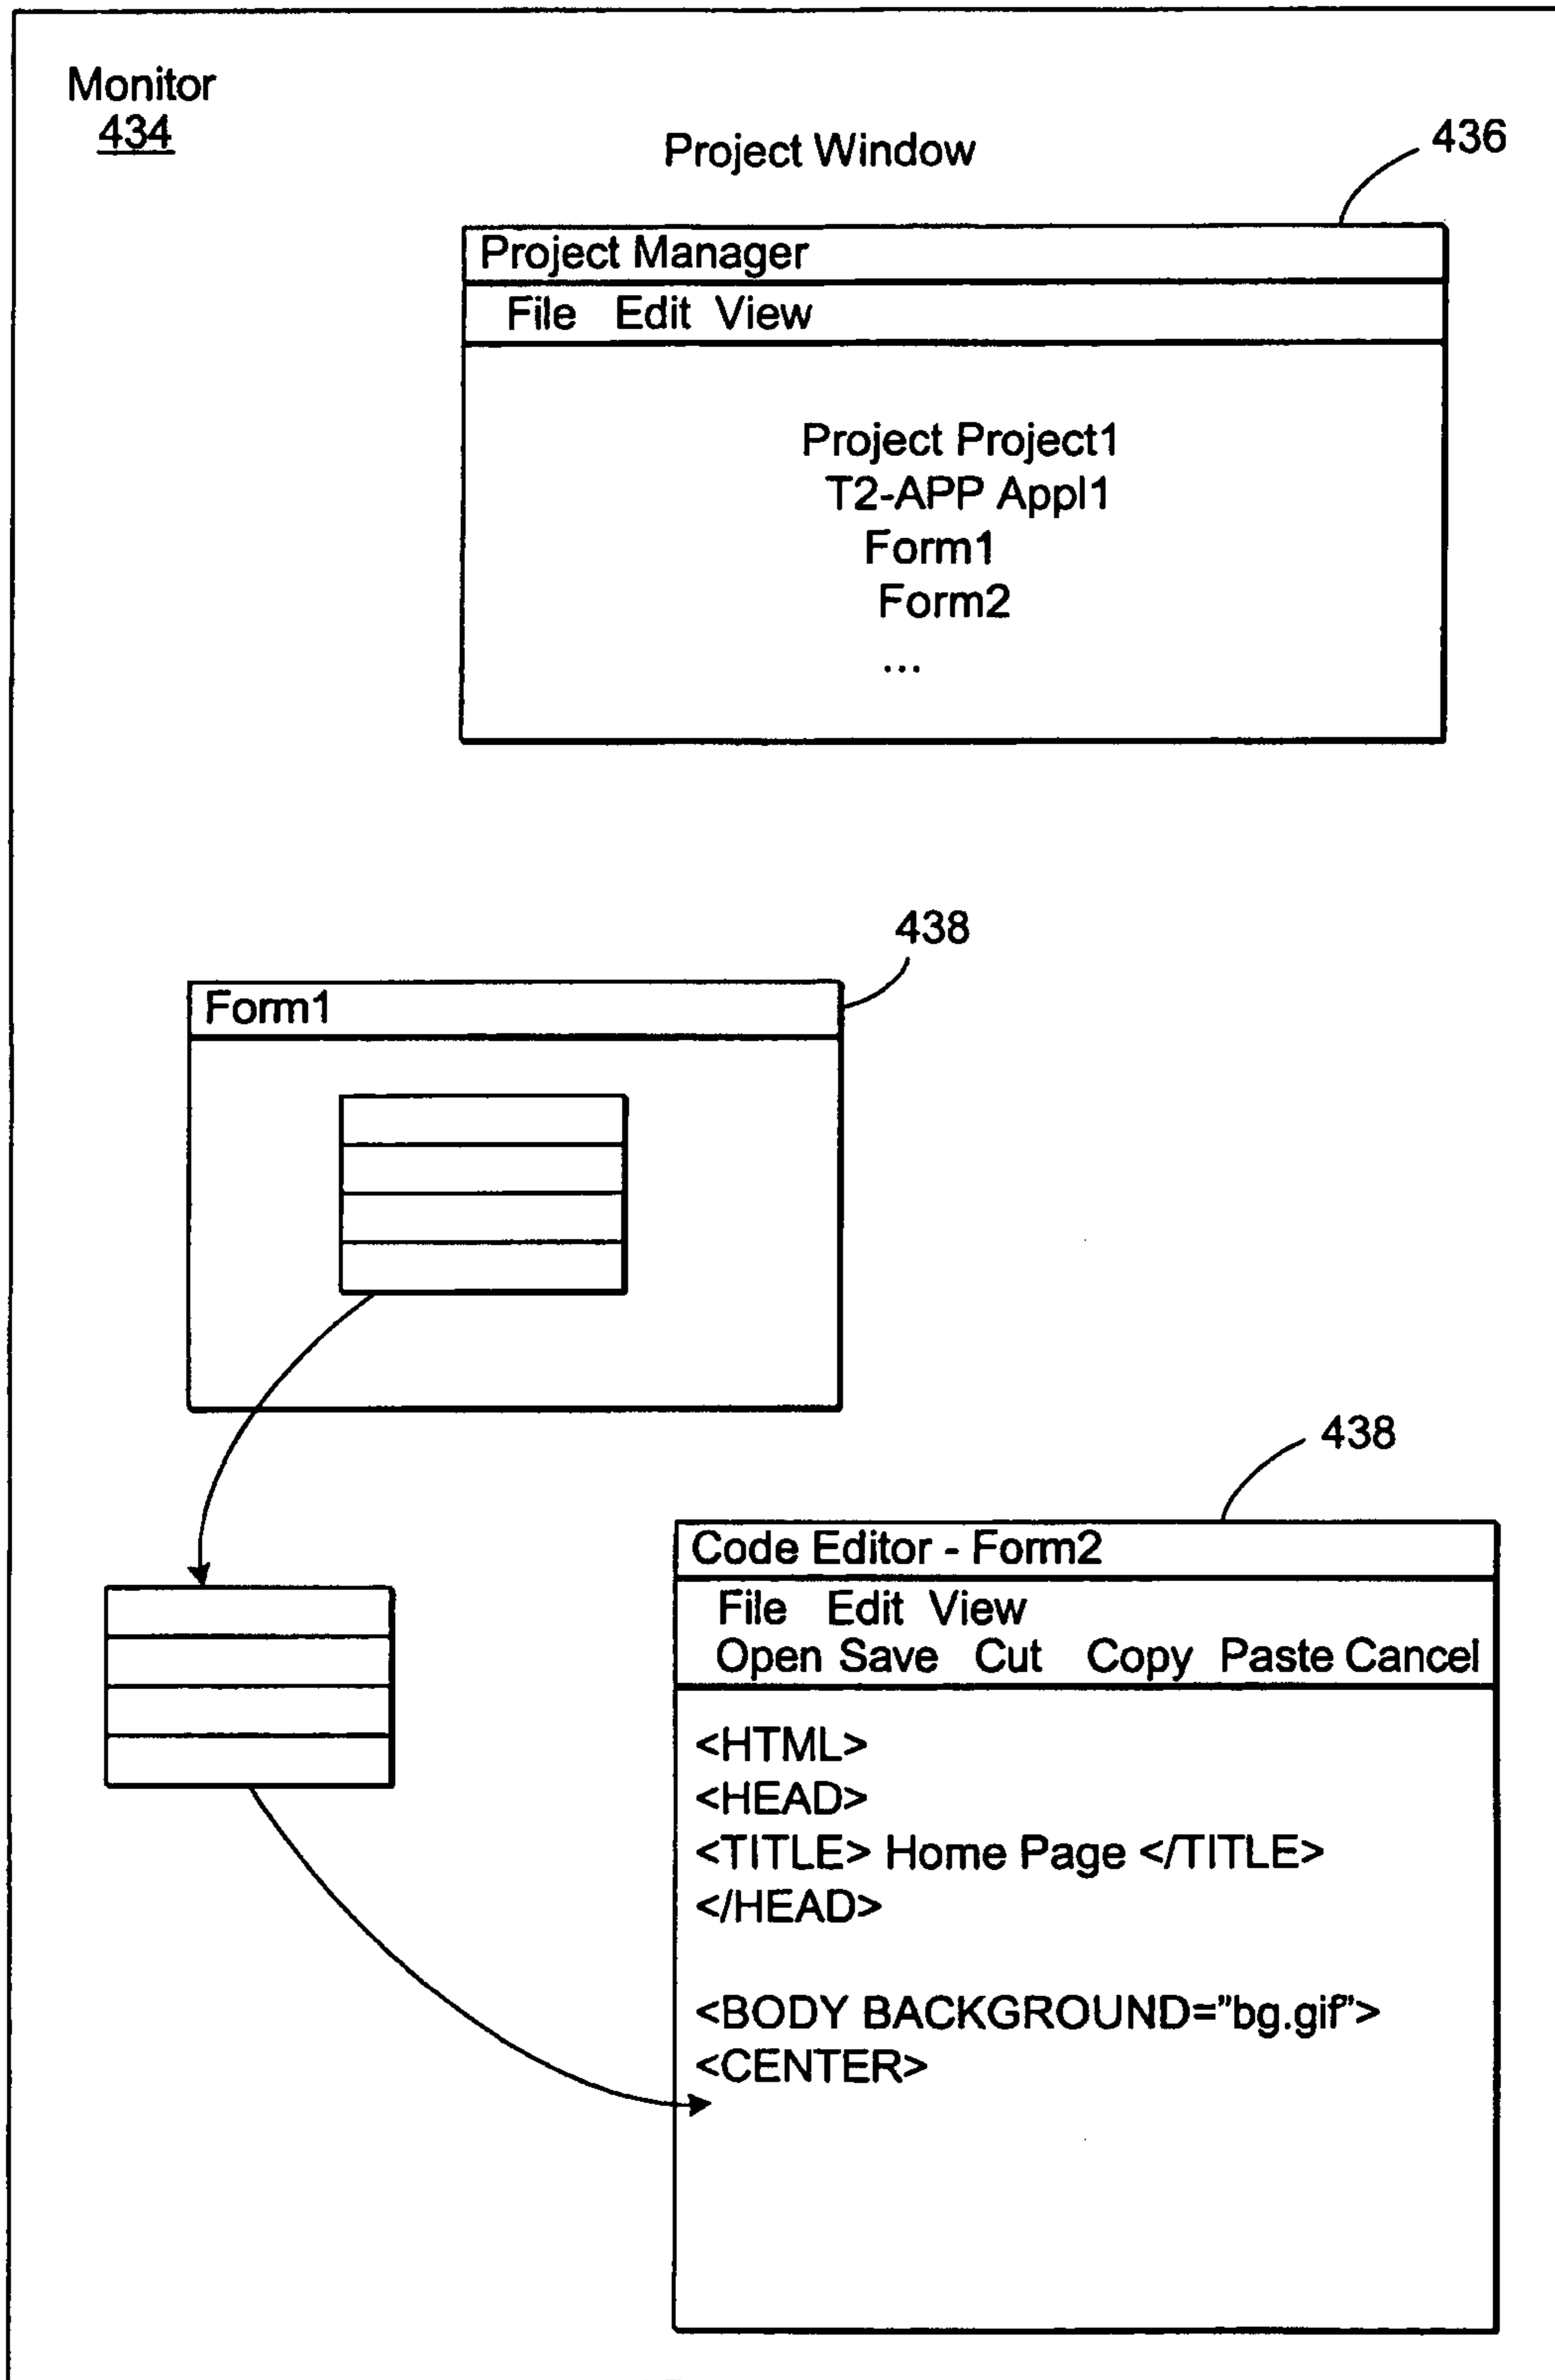 Monitor
434
Project Window
436
Project Manager
File Edit View
Project Project1
T2-APP Appl1
Form1
Form2
...
438
Form1
438
Code Editor - Form2
File Edit View
Open Save Cut Copy Paste Cancel
<HTML>
<HEAD>
<TITLE> Home Page </TITLE>
</HEAD>
<BODY BACKGROUND=”bg.gif”>
<CENTER>